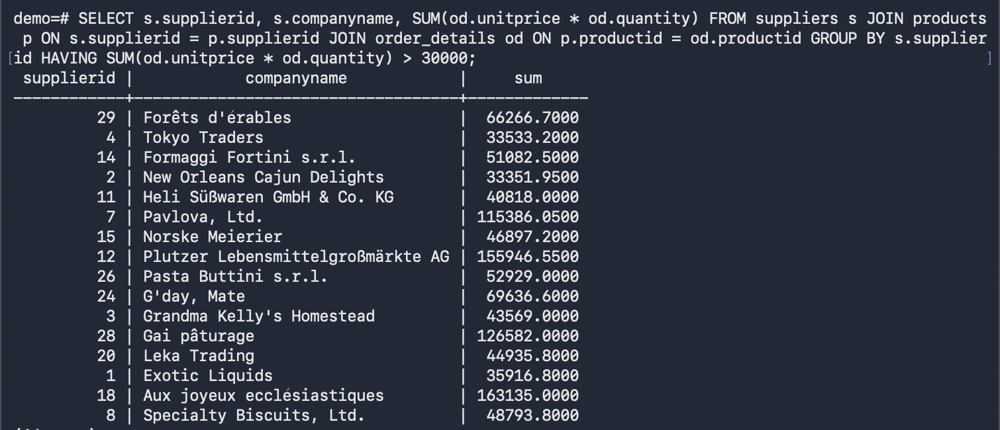 demo=# SELECT s.supplierid, s.companyname, SUM(od.unitprice * od.quantity) FROM suppliers s JOIN products
 p ON s.supplierid = p.supplierid JOIN order_details od ON p.productid = od.productid GROUP BY s.supplier
[id HAVING SUM(od.unitprice * od.quantity) > 30000; ]
 supplierid |            companyname            |     sum
------------+-----------------------------------+-------------
         29 | Forêts d'érables                  |  66266.7000
          4 | Tokyo Traders                     |  33533.2000
         14 | Formaggi Fortini s.r.l.           |  51082.5000
          2 | New Orleans Cajun Delights        |  33351.9500
         11 | Heli Süßwaren GmbH & Co. KG       |  40818.0000
          7 | Pavlova, Ltd.                     | 115386.0500
         15 | Norske Meierier                   |  46897.2000
         12 | Plutzer Lebensmittelgroßmärkte AG | 155946.5500
         26 | Pasta Buttini s.r.l.              |  52929.0000
         24 | G'day, Mate                       |  69636.6000
          3 | Grandma Kelly's Homestead         |  43569.0000
         28 | Gai pâturage                      | 126582.0000
         20 | Leka Trading                      |  44935.8000
          1 | Exotic Liquids                    |  35916.8000
         18 | Aux joyeux ecclésiastiques        | 163135.0000
          8 | Specialty Biscuits, Ltd.          |  48793.8000